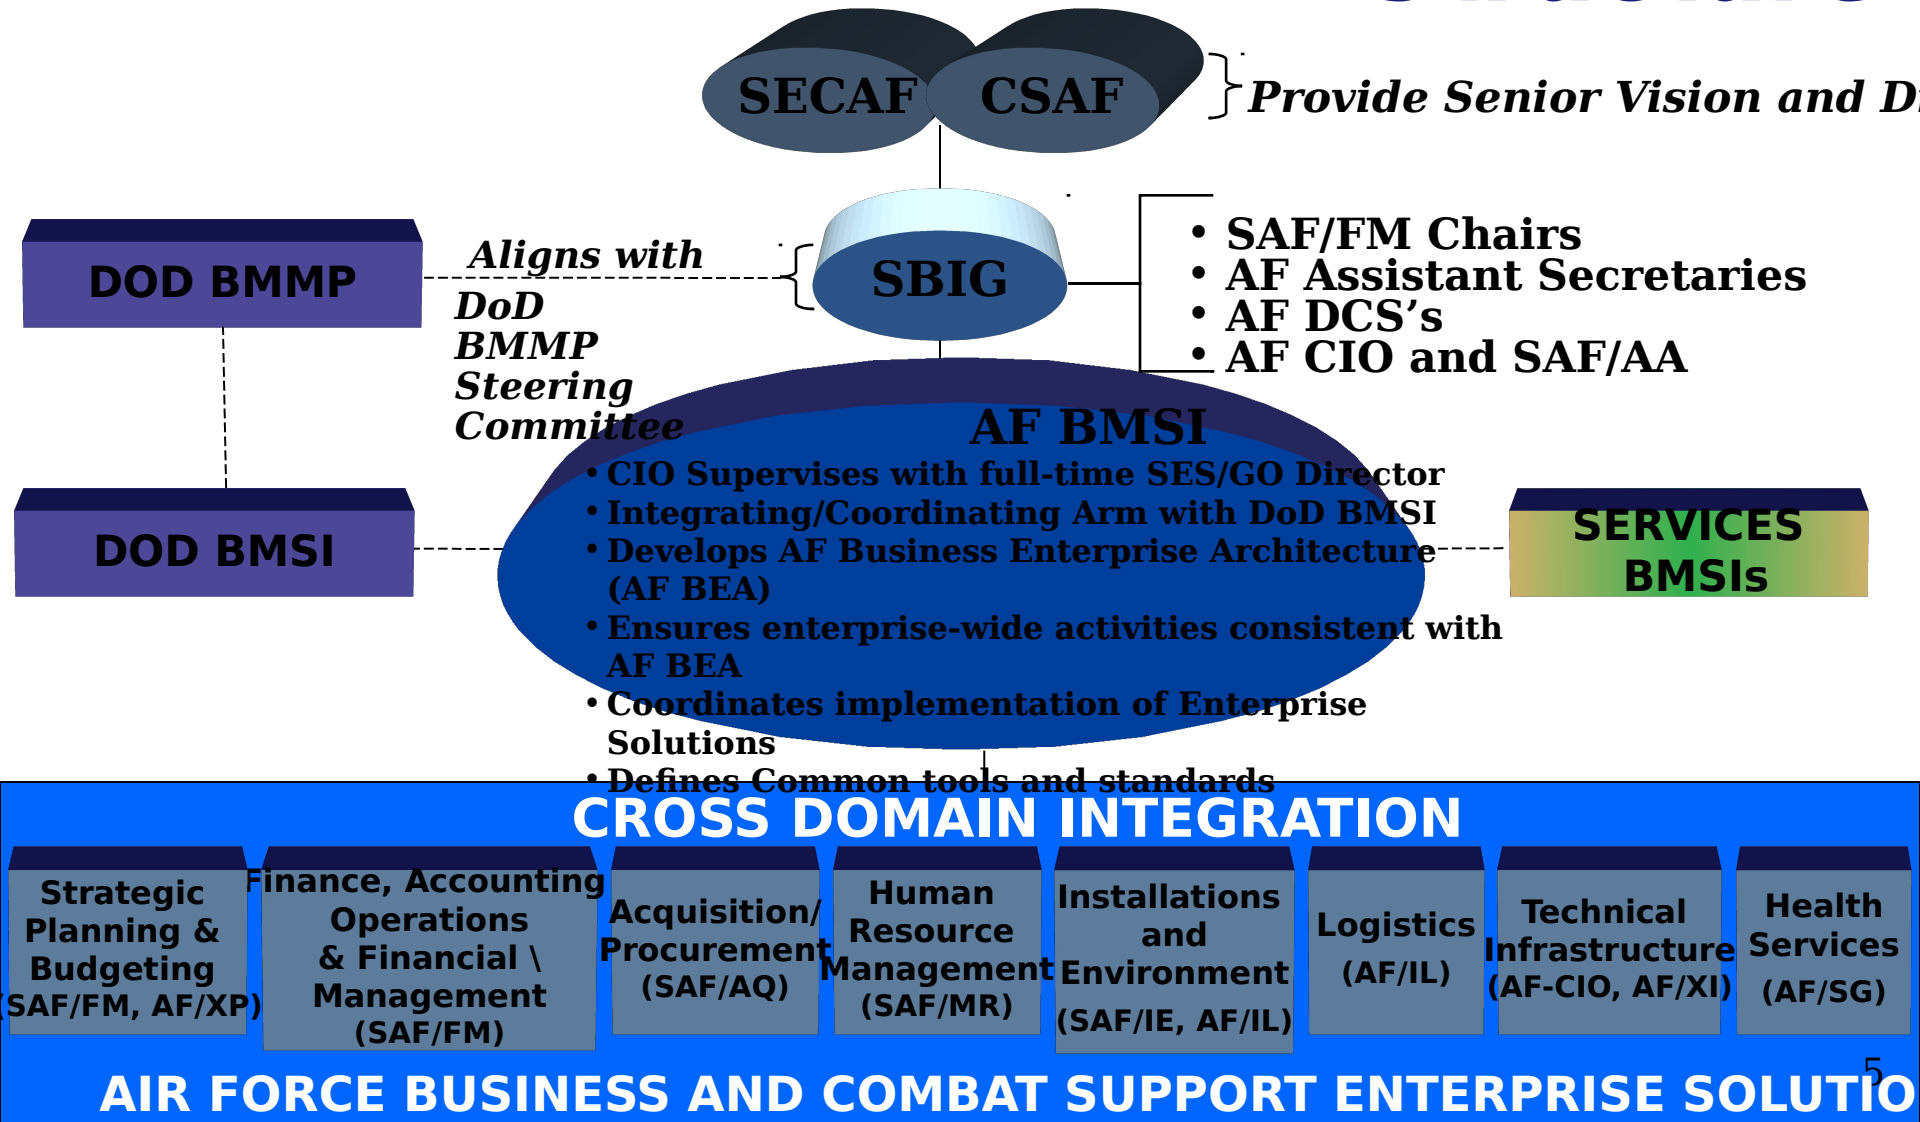 SECAF
CSAF
Provide Senior Vision and
DOD BMMP
Aligns with
DoD
BMMP
Steering
Committee
SBIG
• SAF/FM Chairs
• AF Assistant Secretaries
• AF DCS’s
• AF CIO and SAF/AA
AF BMSI
• CIO Supervises with full-time SES/GO Director
• Integrating/Coordinating Arm with DoD BMSI
• Develops AF Business Enterprise Architecture
(AF BEA)
• Ensures enterprise-wide activities consistent with
AF BEA
• Coordinates implementation of Enterprise
Solutions
• Defines Common tools and standards
DOD BMSI
SERVICES
BMSIs
CROSS DOMAIN INTEGRATION
Strategic
Planning &
Budgeting
(SAF/FM, AF/XP)
Finance, Accounting
Operations
& Financial \
Management
(SAF/FM)
Acquisition/
Procurement
(SAF/AQ)
Human
Resource
Management
(SAF/MR)
Installations
and
Environment
(SAF/IE, AF/IL)
Logistics
(AF/IL)
Technical
Infrastructure
(AF-CIO, AF/XI)
Health
Services
(AF/SG)
AIR FORCE BUSINESS AND COMBAT SUPPORT ENTERPRISE SOLUTIO
5